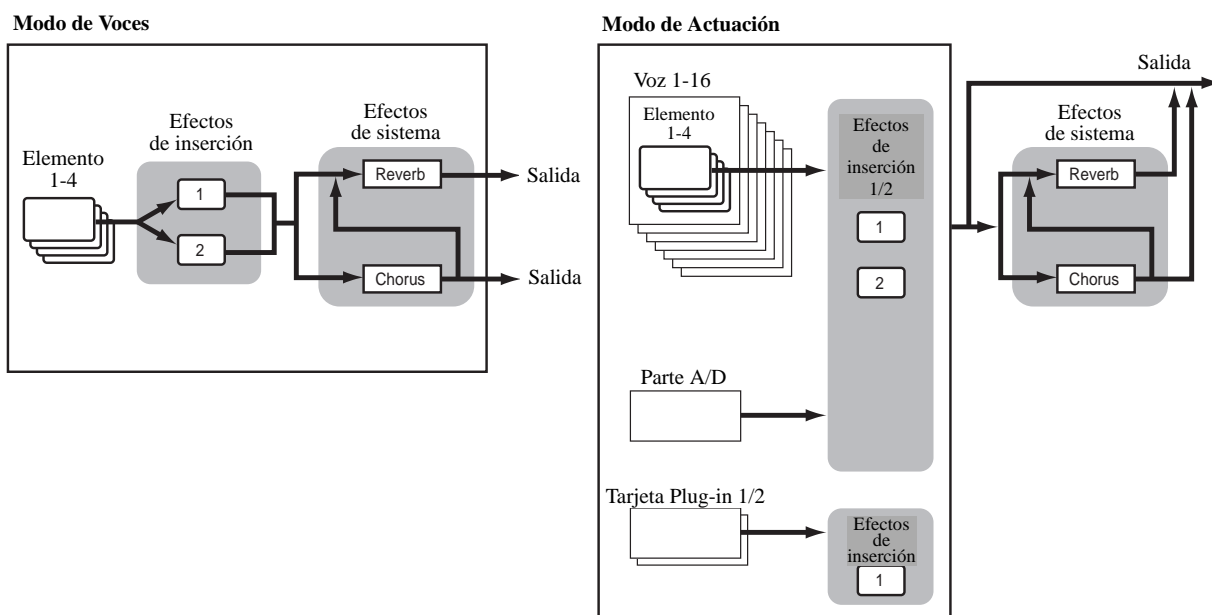 Modo de Voces
Elemento
1-4
Efectos
de inserción
1
2
Efectos
de sistema
Reverb
Chorus
Salida
Salida
Modo de Actuación
Voz 1-16
Elemento
1-4
Efectos
de
inserción
1/2
1
2
Parte A/D
Tarjeta Plug-in 1/2
Efectos
de
inserción
1
Salida
Efectos
de sistema
Reverb
Chorus